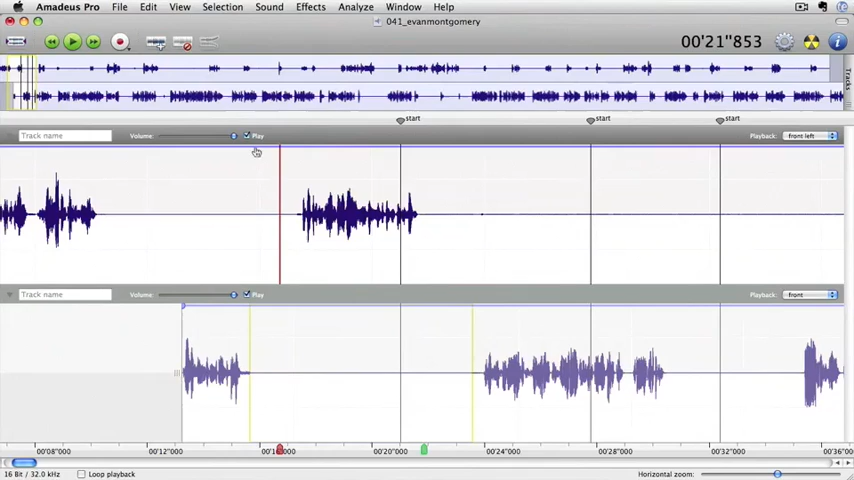 Amadeus Pro File Edit View Selection Sound Effects Analyze Window Help
041_evanmontgomery
00'21"853
Tracks
start start start
Track name Volume: Play Playback: front left
Track name Volume: Play Playback: front
00'08"000 00'12"000 00'20"000 00'24"000 00'28"000 00'32"000 00'36"000
16 Bit / 32.0 kHz Loop playback Horizontal zoom: